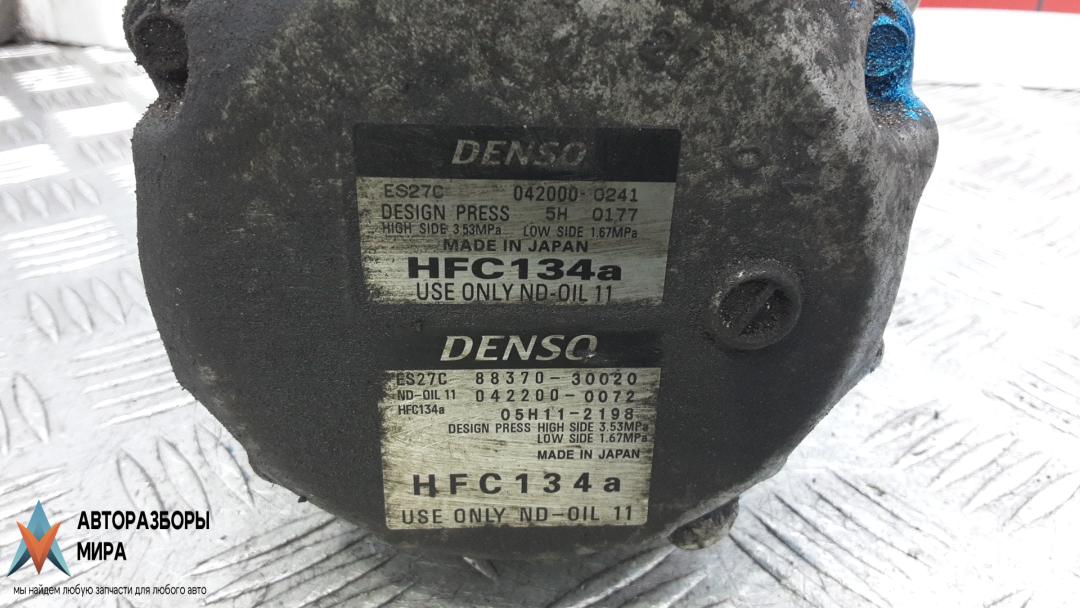 DENSO
ES27C 042000-0241
DESIGN PRESS 5H 0177
HIGH SIDE 3.53MPa LOW SIDE 1.67MPa
MADE IN JAPAN
HFC134a
USE ONLY ND-OIL 11
DENSO
ES27C 88370-30020
ND-OIL 11 042200-0072
HFC134a 05H11-2198
DESIGN PRESS HIGH SIDE 3.53MPa
LOW SIDE 1.67MPa
MADE IN JAPAN
HFC134a
USE ONLY ND-OIL 11
АВТОРАЗБОРЫ
МИРА
мы найдем любую запчасти для любого авто